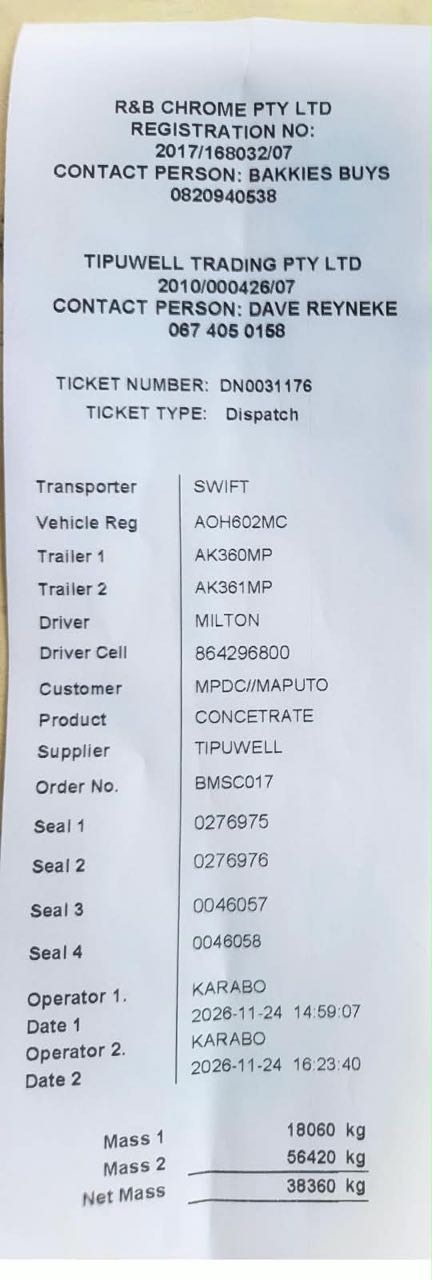 R&B CHROME PTY LTD
REGISTRATION NO:
2017/168032/07
CONTACT PERSON: BAKKIES BUYS
0820940538
TIPUWELL TRADING PTY LTD
2010/000426/07
CONTACT PERSON: DAVE REYNEKE
067 405 0158
TICKET NUMBER: DN0031176
TICKET TYPE: Dispatch
Transporter SWIFT
Vehicle Reg AOH602MC
Trailer 1 AK360MP
Trailer 2 AK361MP
Driver MILTON
Driver Cell 864296800
Customer MPDC//MAPUTO
Product CONCETRATE
Supplier TIPUWELL
Order No. BMSC017
Seal 1 0276975
Seal 2 0276976
Seal 3 0046057
Seal 4 0046058
Operator 1. KARABO
Date 1 2026-11-24 14:59:07
Operator 2. KARABO
Date 2 2026-11-24 16:23:40
Mass 1 18060 kg
Mass 2 56420 kg
Net Mass 38360 kg